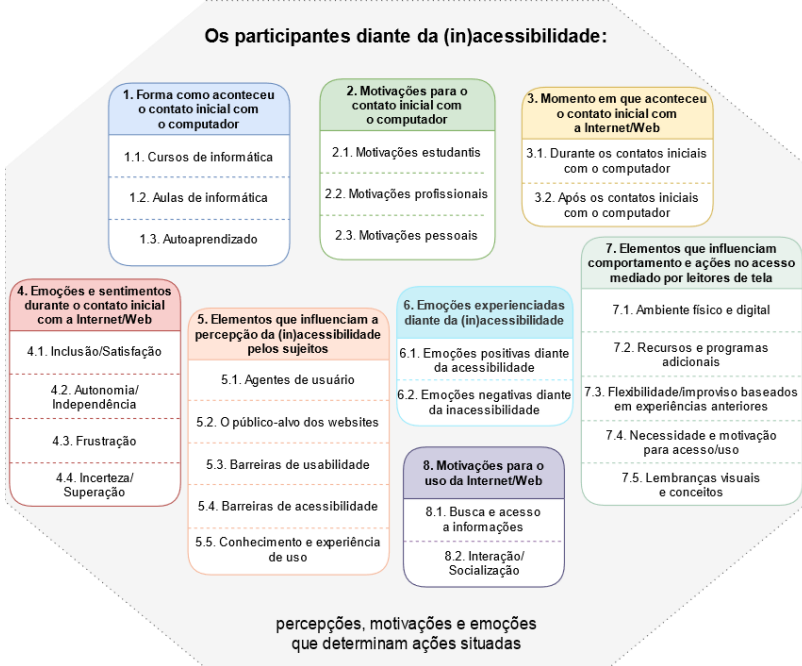 Os participantes diante da (in)acessibilidade:
1. Forma como aconteceu
o contato inicial com
o computador
1.1. Cursos de informática
1.2. Aulas de informática
1.3. Autoaprendizado
2. Motivações para o
contato inicial com
o computador
2.1. Motivações estudantis
2.2. Motivações profissionais
2.3. Motivações pessoais
3. Momento em que aconteceu
o contato inicial com
a Internet/Web
3.1. Durante os contatos iniciais
com o computador
3.2. Após os contatos iniciais
com o computador
4. Emoções e sentimentos
durante o contato inicial
com a Internet/Web
4.1. Inclusão/Satisfação
4.2. Autonomia/
Independência
4.3. Frustração
4.4. Incerteza/
Superação
5. Elementos que influenciam a
percepção da (in)acessibilidade
pelos sujeitos
5.1. Agentes de usuário
5.2. O público-alvo dos websites
5.3. Barreiras de usabilidade
5.4. Barreiras de acessibilidade
5.5. Conhecimento e experiência
de uso
6. Emoções experienciadas
diante da (in)acessibilidade
6.1. Emoções positivas diante
da acessibilidade
6.2. Emoções negativas diante
da inacessibilidade
7. Elementos que influenciam
comportamento e ações no acesso
mediado por leitores de tela
7.1. Ambiente físico e digital
7.2. Recursos e programas
adicionais
7.3. Flexibilidade/improviso baseados
em experiências anteriores
7.4. Necessidade e motivação
para acesso/uso
7.5. Lembranças visuais
e conceitos
8. Motivações para o
uso da Internet/Web
8.1. Busca e acesso
a informações
8.2. Interação/
Socialização
percepções, motivações e emoções
que determinam ações situadas